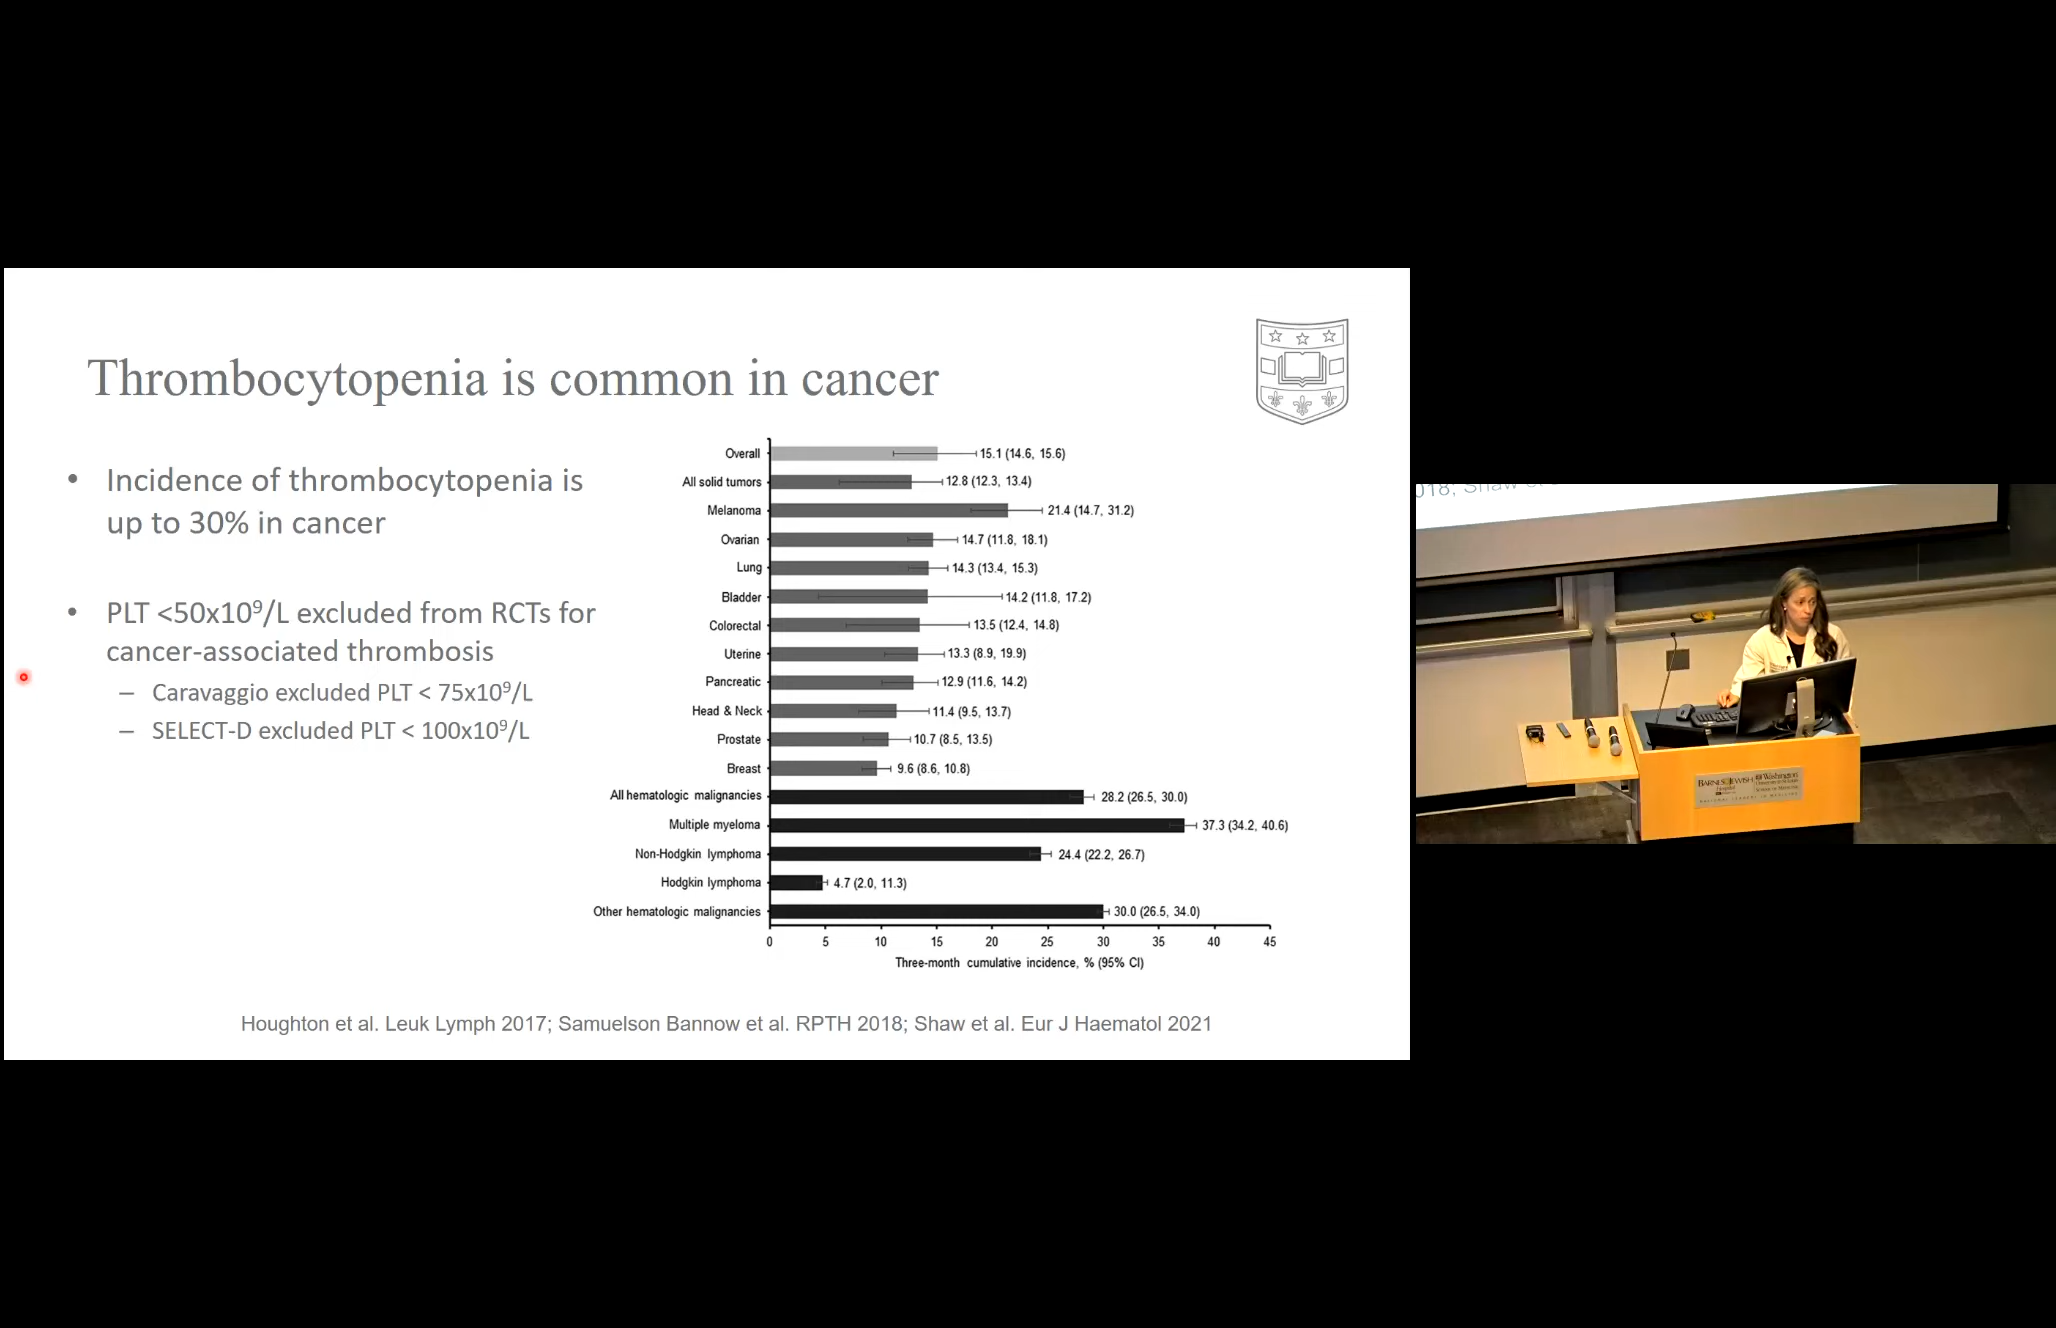 Thrombocytopenia is common in cancer
• Incidence of thrombocytopenia is
up to 30% in cancer
• PLT <50x10⁹/L excluded from RCTs for
cancer-associated thrombosis
– Caravaggio excluded PLT < 75x10⁹/L
– SELECT-D excluded PLT < 100x10⁹/L
Overall 15.1 (14.6, 15.6)
All solid tumors 12.8 (12.3, 13.4)
Melanoma 21.4 (14.7, 31.2)
Ovarian 14.7 (11.8, 18.1)
Lung 14.3 (13.4, 15.3)
Bladder 14.2 (11.8, 17.2)
Colorectal 13.5 (12.4, 14.8)
Uterine 13.3 (8.9, 19.9)
Pancreatic 12.9 (11.6, 14.2)
Head & Neck 11.4 (9.5, 13.7)
Prostate 10.7 (8.5, 13.5)
Breast 9.6 (8.6, 10.8)
All hematologic malignancies 28.2 (26.5, 30.0)
Multiple myeloma 37.3 (34.2, 40.6)
Non-Hodgkin lymphoma 24.4 (22.2, 26.7)
Hodgkin lymphoma 4.7 (2.0, 11.3)
Other hematologic malignancies 30.0 (26.5, 34.0)
0 5 10 15 20 25 30 35 40 45
Three-month cumulative incidence, % (95% CI)
Houghton et al. Leuk Lymph 2017; Samuelson Bannow et al. RPTH 2018; Shaw et al. Eur J Haematol 2021
018; Shaw
BARNES JEWISH
Hospital
Washington